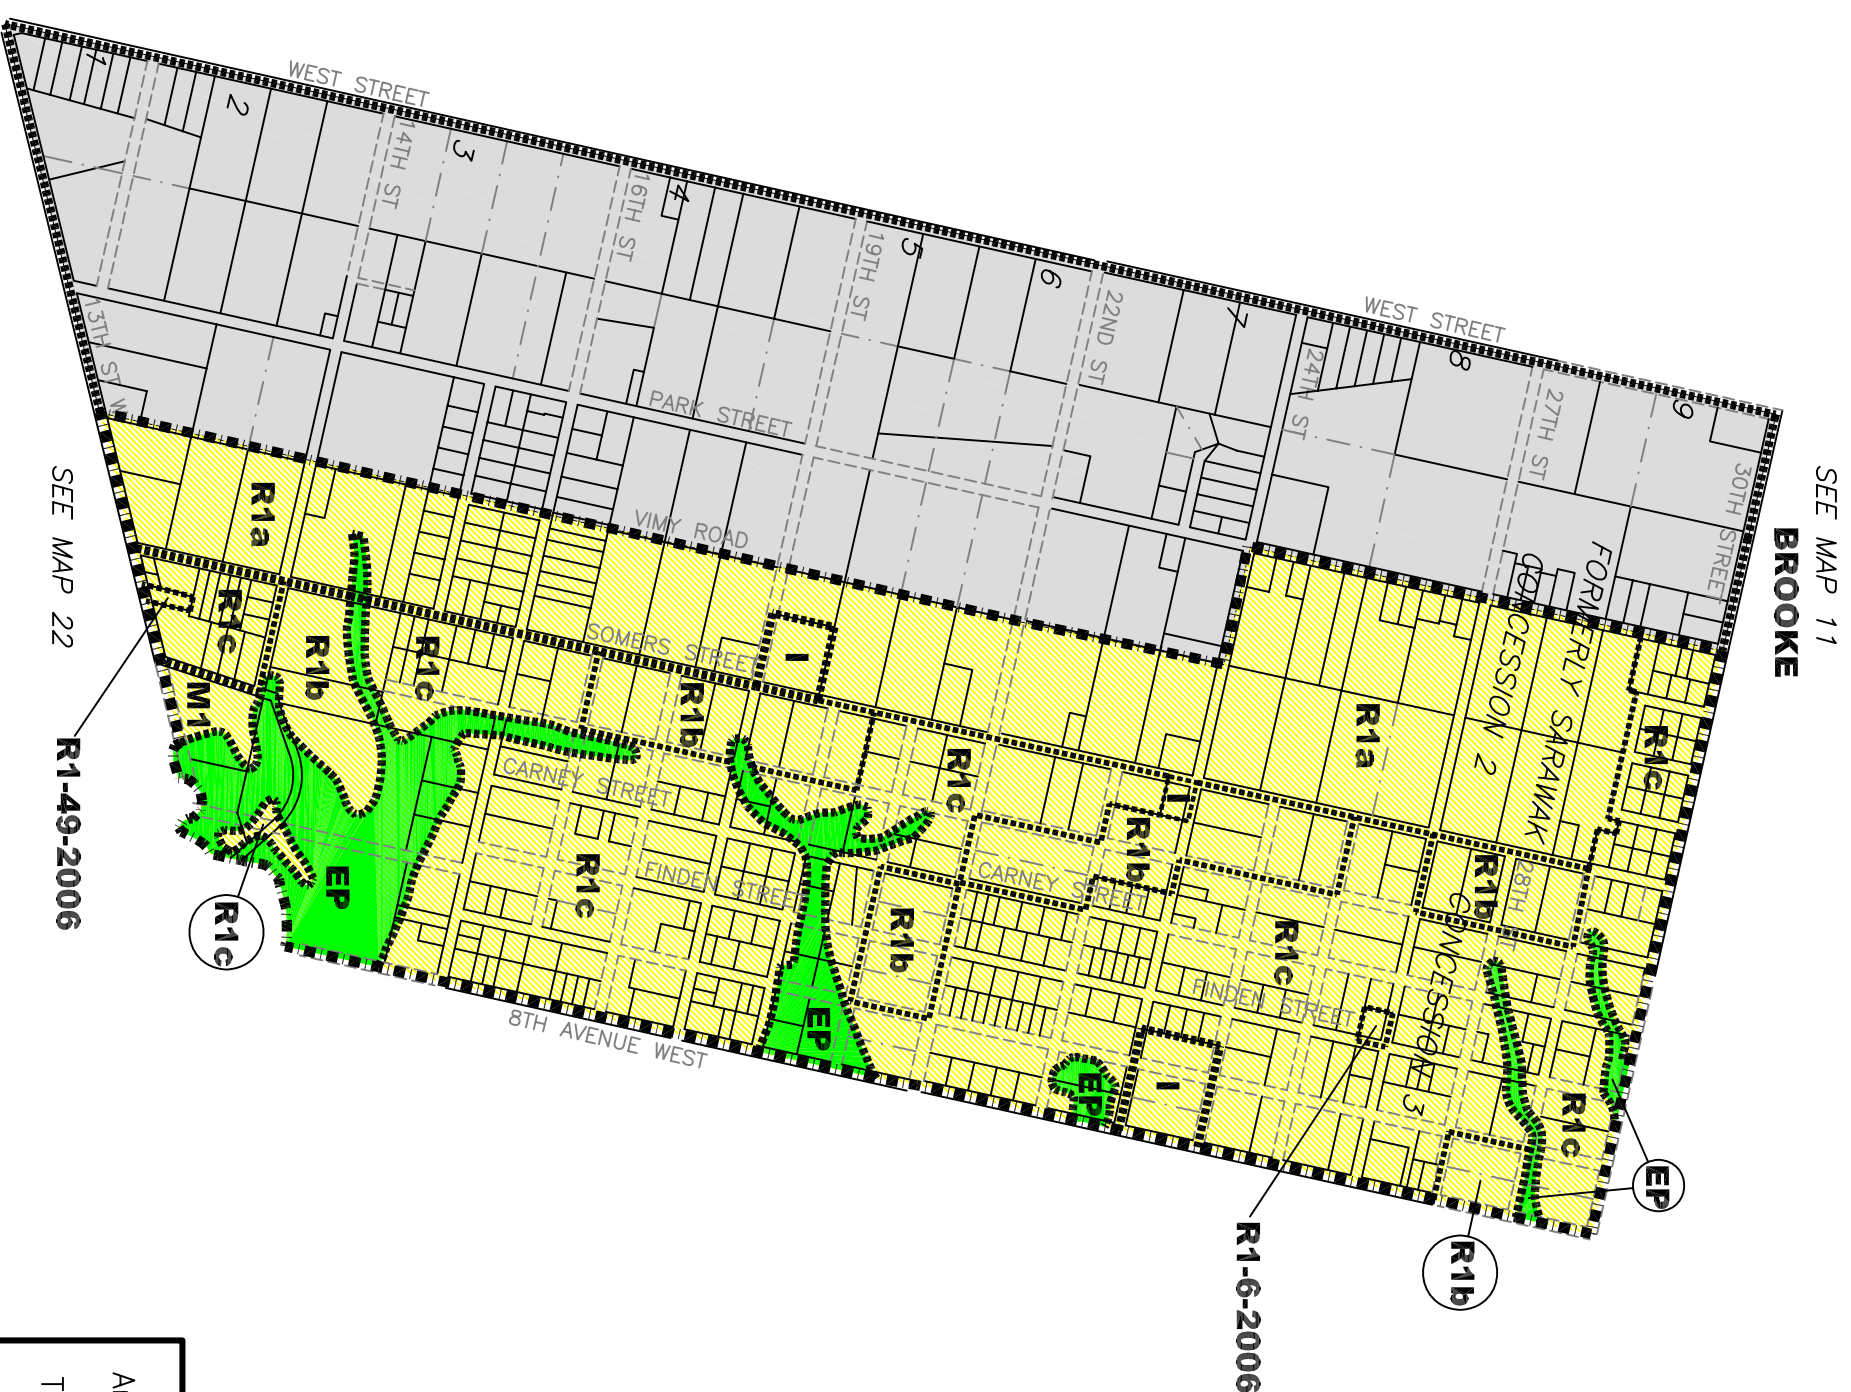 SEE MAP 11
BROOKE
WEST STREET
WEST STREET
1
2
3
4
5
6
7
8
9
14TH ST
16TH ST
19TH ST
22ND ST
24TH ST
27TH ST
30TH STREET
13TH ST W
PARK STREET
VIMY ROAD
FORMERLY SARAWAK
CONCESSION 2
SOMERS STREET
R1a
R1a
R1c
R1c
R1b
R1c
I
R1b
R1c
I
R1b
R1b
28TH ST
M1
CARNEY STREET
CARNEY STREET
FINDEN STREET
FINDEN STREET
CONCESSION 3
R1c
R1b
R1c
R1c
EP
EP
EP
I
8TH AVENUE WEST
EP
R1b
R1c
R1-49-2006
R1-6-2006
SEE MAP 22